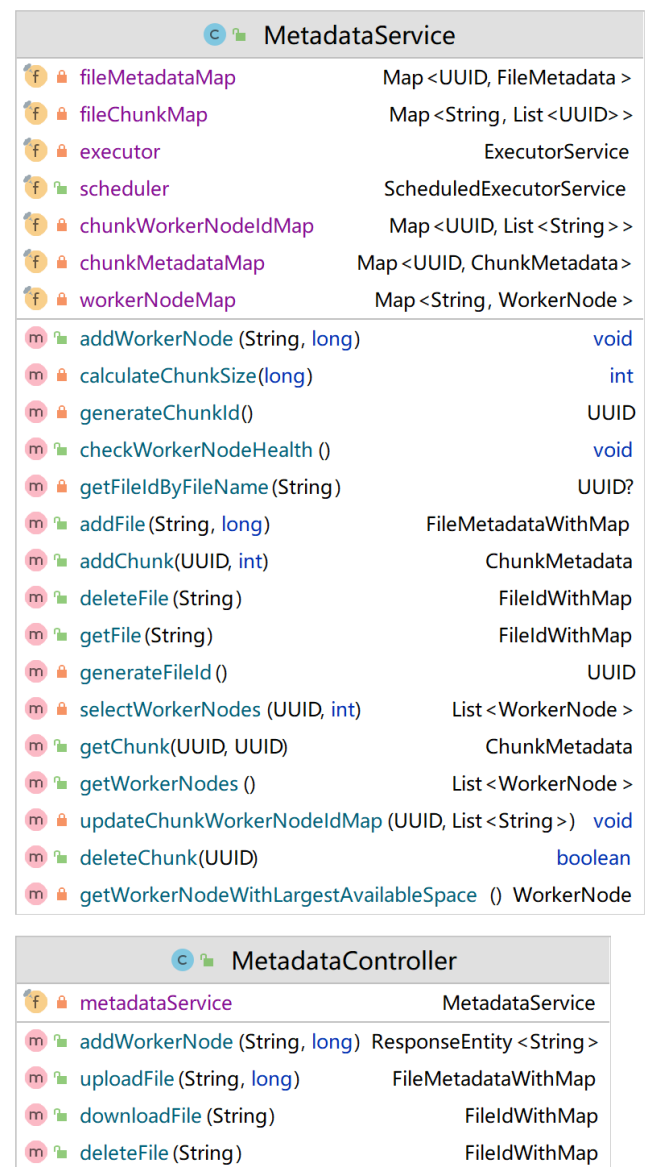 MetadataService
fileMetadataMap Map<UUID, FileMetadata>
fileChunkMap Map<String, List<UUID>>
executor ExecutorService
scheduler ScheduledExecutorService
chunkWorkerNodeIdMap Map<UUID, List<String>>
chunkMetadataMap Map<UUID, ChunkMetadata>
workerNodeMap Map<String, WorkerNode>
addWorkerNode(String, long) void
calculateChunkSize(long) int
generateChunkId() UUID
checkWorkerNodeHealth() void
getFileIdByFileName(String) UUID?
addFile(String, long) FileMetadataWithMap
addChunk(UUID, int) ChunkMetadata
deleteFile(String) FileIdWithMap
getFile(String) FileIdWithMap
generateFileId() UUID
selectWorkerNodes(UUID, int) List<WorkerNode>
getChunk(UUID, UUID) ChunkMetadata
getWorkerNodes() List<WorkerNode>
updateChunkWorkerNodeIdMap(UUID, List<String>) void
deleteChunk(UUID) boolean
getWorkerNodeWithLargestAvailableSpace() WorkerNode
MetadataController
metadataService MetadataService
addWorkerNode(String, long) ResponseEntity<String>
uploadFile(String, long) FileMetadataWithMap
downloadFile(String) FileIdWithMap
deleteFile(String) FileIdWithMap